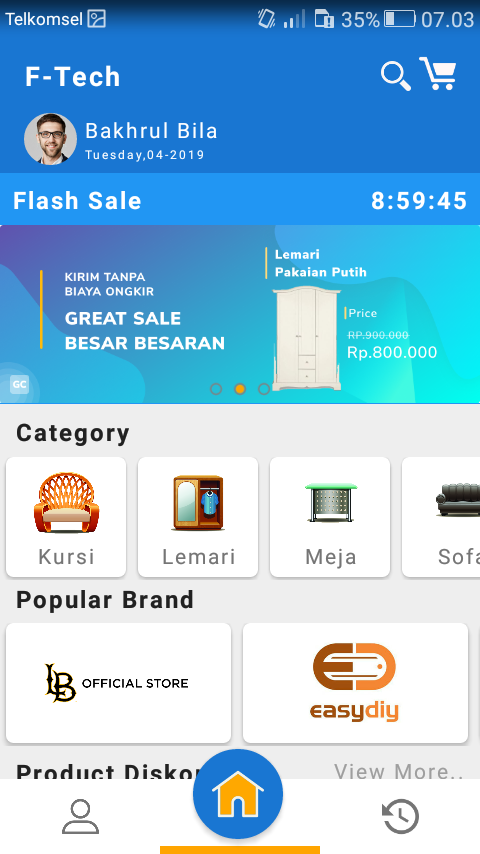 Telkomsel 35% 07.03
F-Tech
Bakhrul Bila
Tuesday,04-2019
Flash Sale 8:59:45
KIRIM TANPA
BIAYA ONGKIR
GREAT SALE
BESAR BESARAN
Lemari
Pakaian Putih
Price
RP.900.000
Rp.800.000
GC
Category
Kursi Lemari Meja Sofa
Popular Brand
LB OFFICIAL STORE
easydiy
Product Diskon View More..